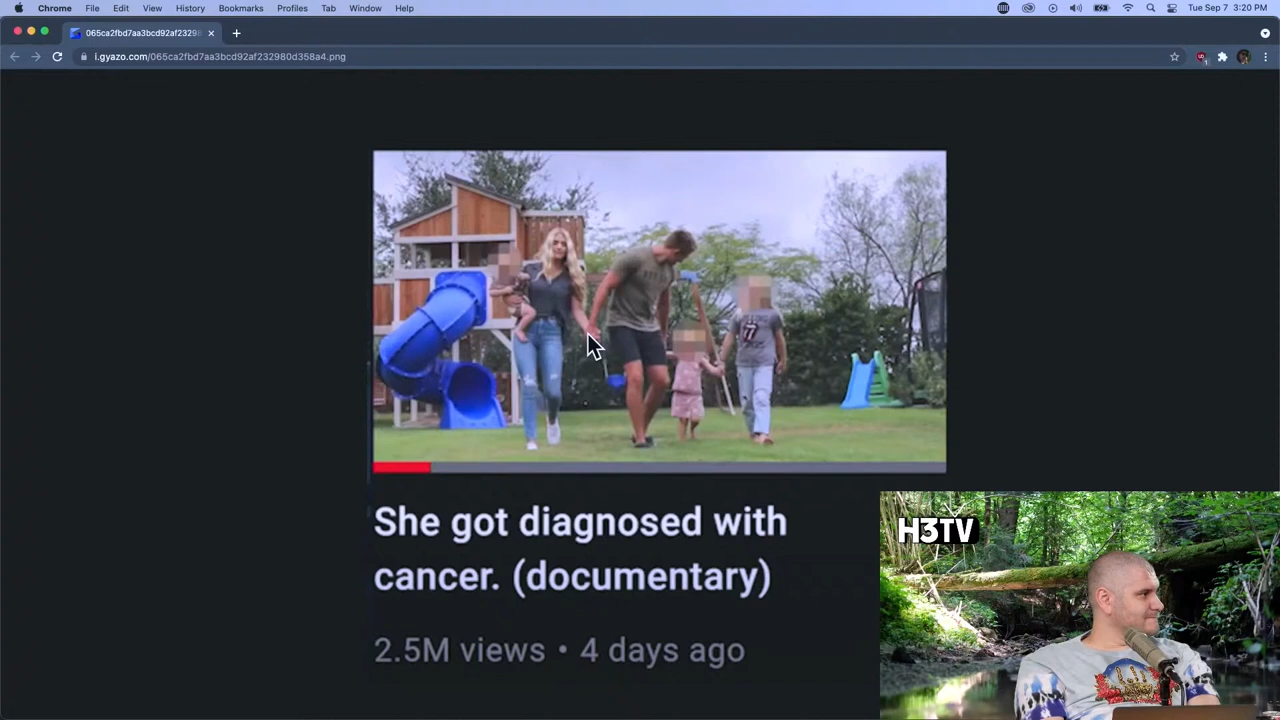 Chrome File Edit View History Bookmarks Profiles Tab Window Help Tue Sep 7 3:20 PM
065ca2fbd7aa3bcd92af23298
i.gyazo.com/065ca2fbd7aa3bcd92af232980d358a4.png
She got diagnosed with
cancer. (documentary)
2.5M views • 4 days ago
H3TV